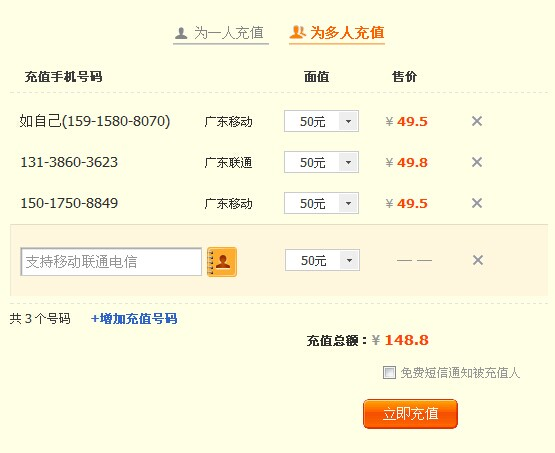 为一人充值 为多人充值
充值手机号码 面值 售价
如自己(159-1580-8070) 广东移动 50元 ¥ 49.5
131-3860-3623 广东联通 50元 ¥ 49.8
150-1750-8849 广东移动 50元 ¥ 49.5
支持移动联通电信 50元 — —
共 3 个号码 +增加充值号码
充值总额：¥ 148.8
免费短信通知被充值人
立即充值